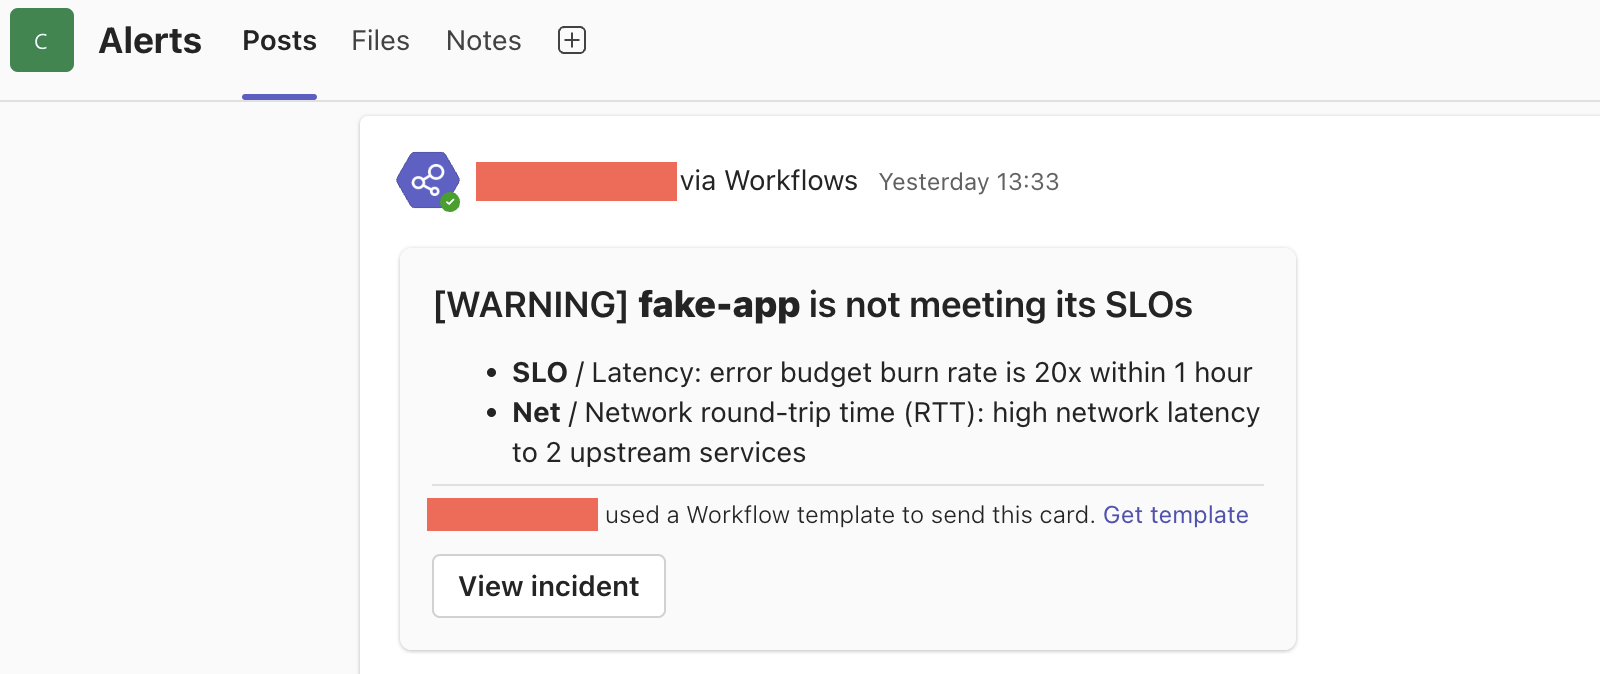 C Alerts Posts Files Notes
via Workflows Yesterday 13:33
[WARNING] fake-app is not meeting its SLOs
• SLO / Latency: error budget burn rate is 20x within 1 hour
• Net / Network round-trip time (RTT): high network latency
to 2 upstream services
used a Workflow template to send this card. Get template
View incident